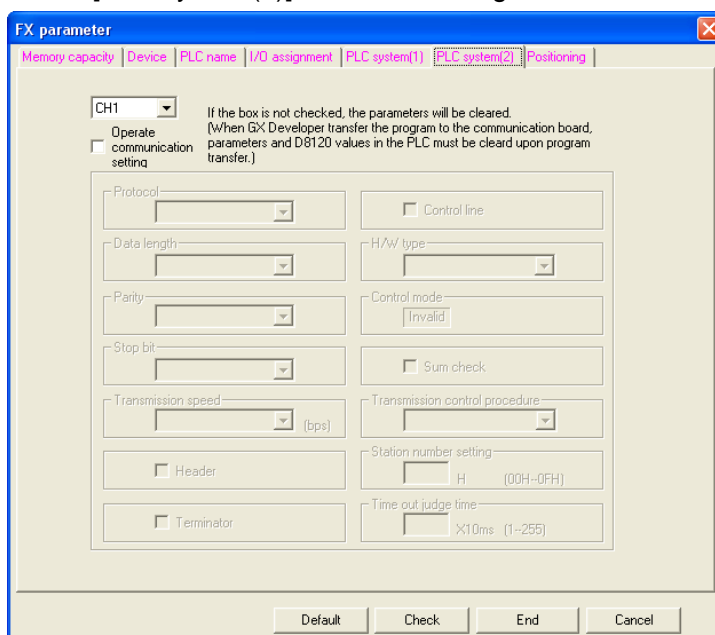 FX parameter
Memory capacity Device PLC name I/O assignment PLC system(1) PLC system(2) Positioning
CH1
If the box is not checked, the parameters will be cleared.
(When GX Developer transfer the program to the communication board,
parameters and D8120 values in the PLC must be cleard upon program
transfer.)
Operate
communication
setting
Protocol
Control line
Data length
H/W type
Parity
Control mode
Invalid
Stop bit
Sum check
Transmission speed
(bps)
Transmission control procedure
Header
Station number setting
H (00H--0FH)
Terminator
Time out judge time
X10ms (1--255)
Default Check End Cancel